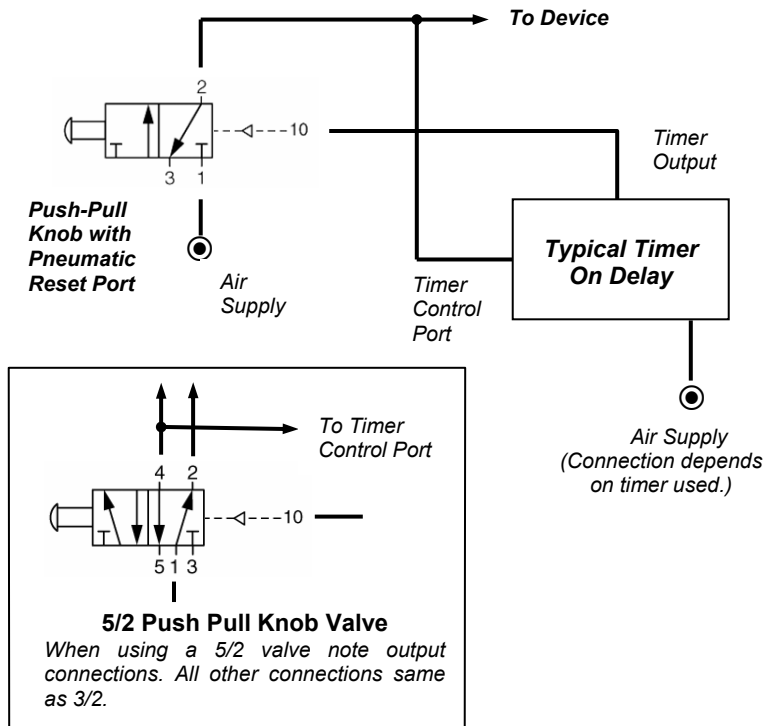 To Device
2
10
3 1
Push-Pull
Knob with
Pneumatic
Reset Port
Air
Supply
Timer
Output
Typical Timer
On Delay
Timer
Control
Port
Air Supply
(Connection depends
on timer used.)
To Timer
Control Port
4 2
10
5 1 3
5/2 Push Pull Knob Valve
When using a 5/2 valve note output
connections. All other connections same
as 3/2.